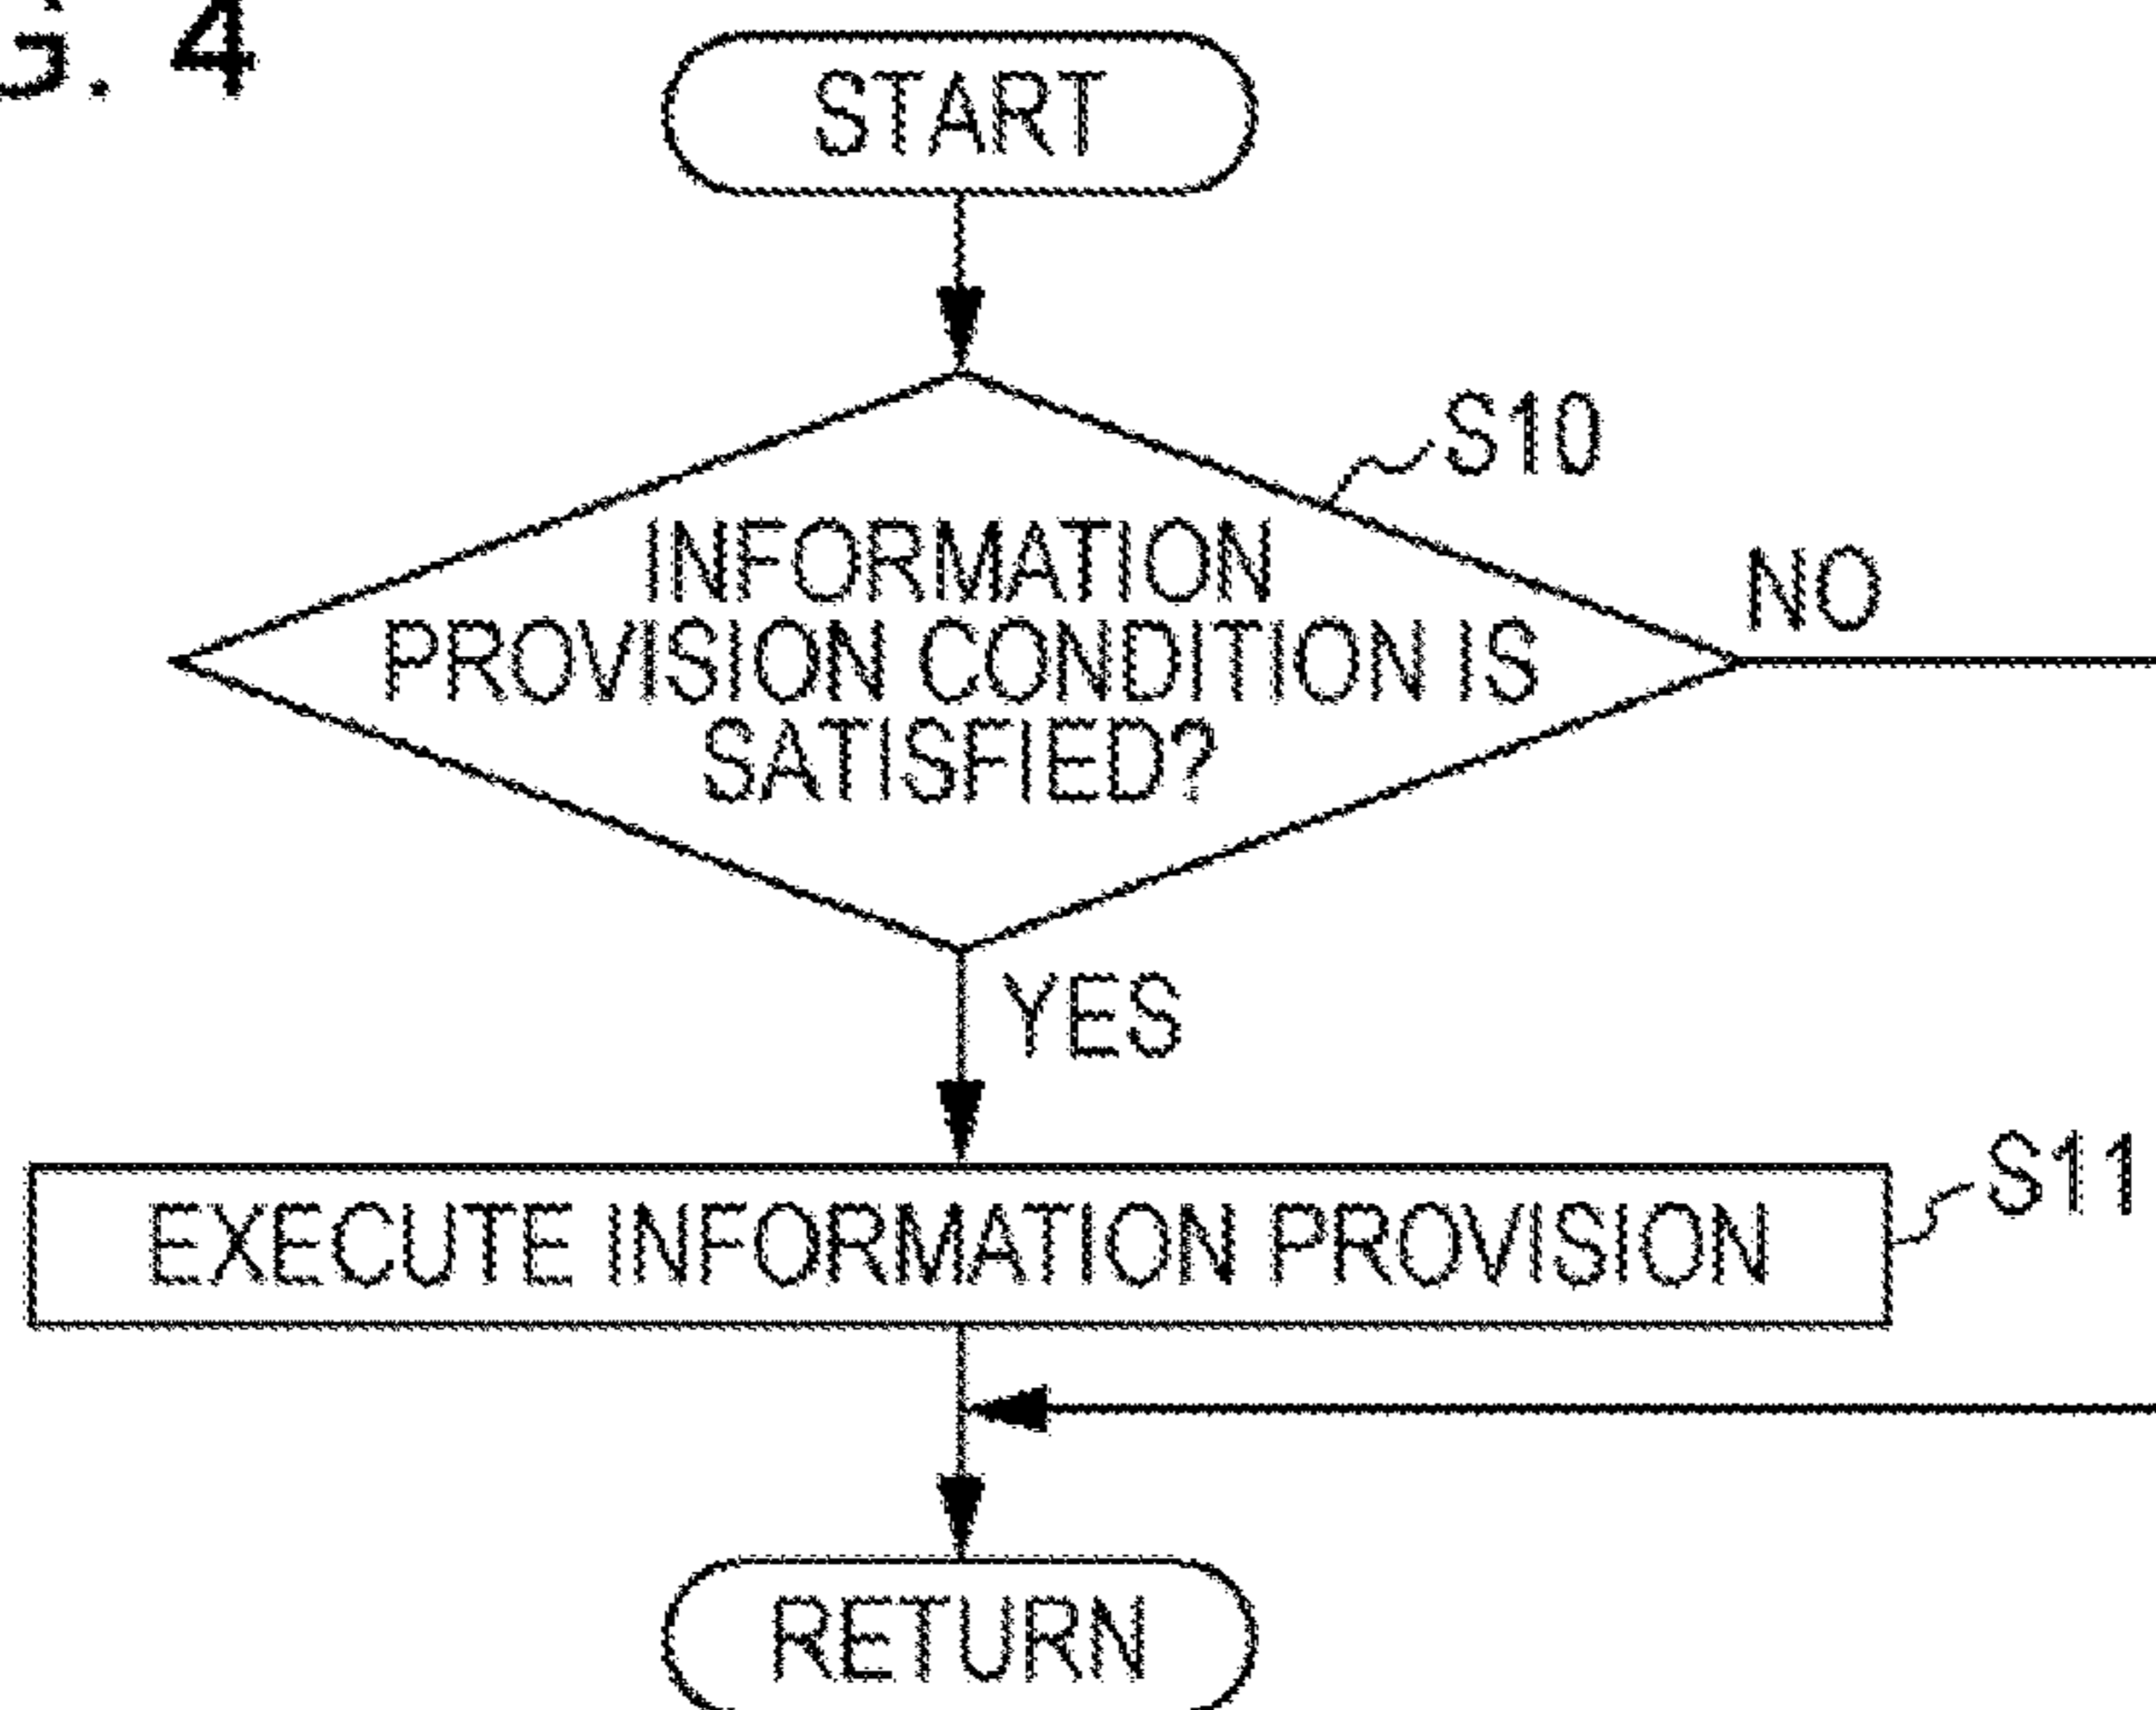 G. 4
START
S10
INFORMATION
PROVISION CONDITION IS
SATISFIED?
NO
YES
S11
EXECUTE INFORMATION PROVISION
RETURN